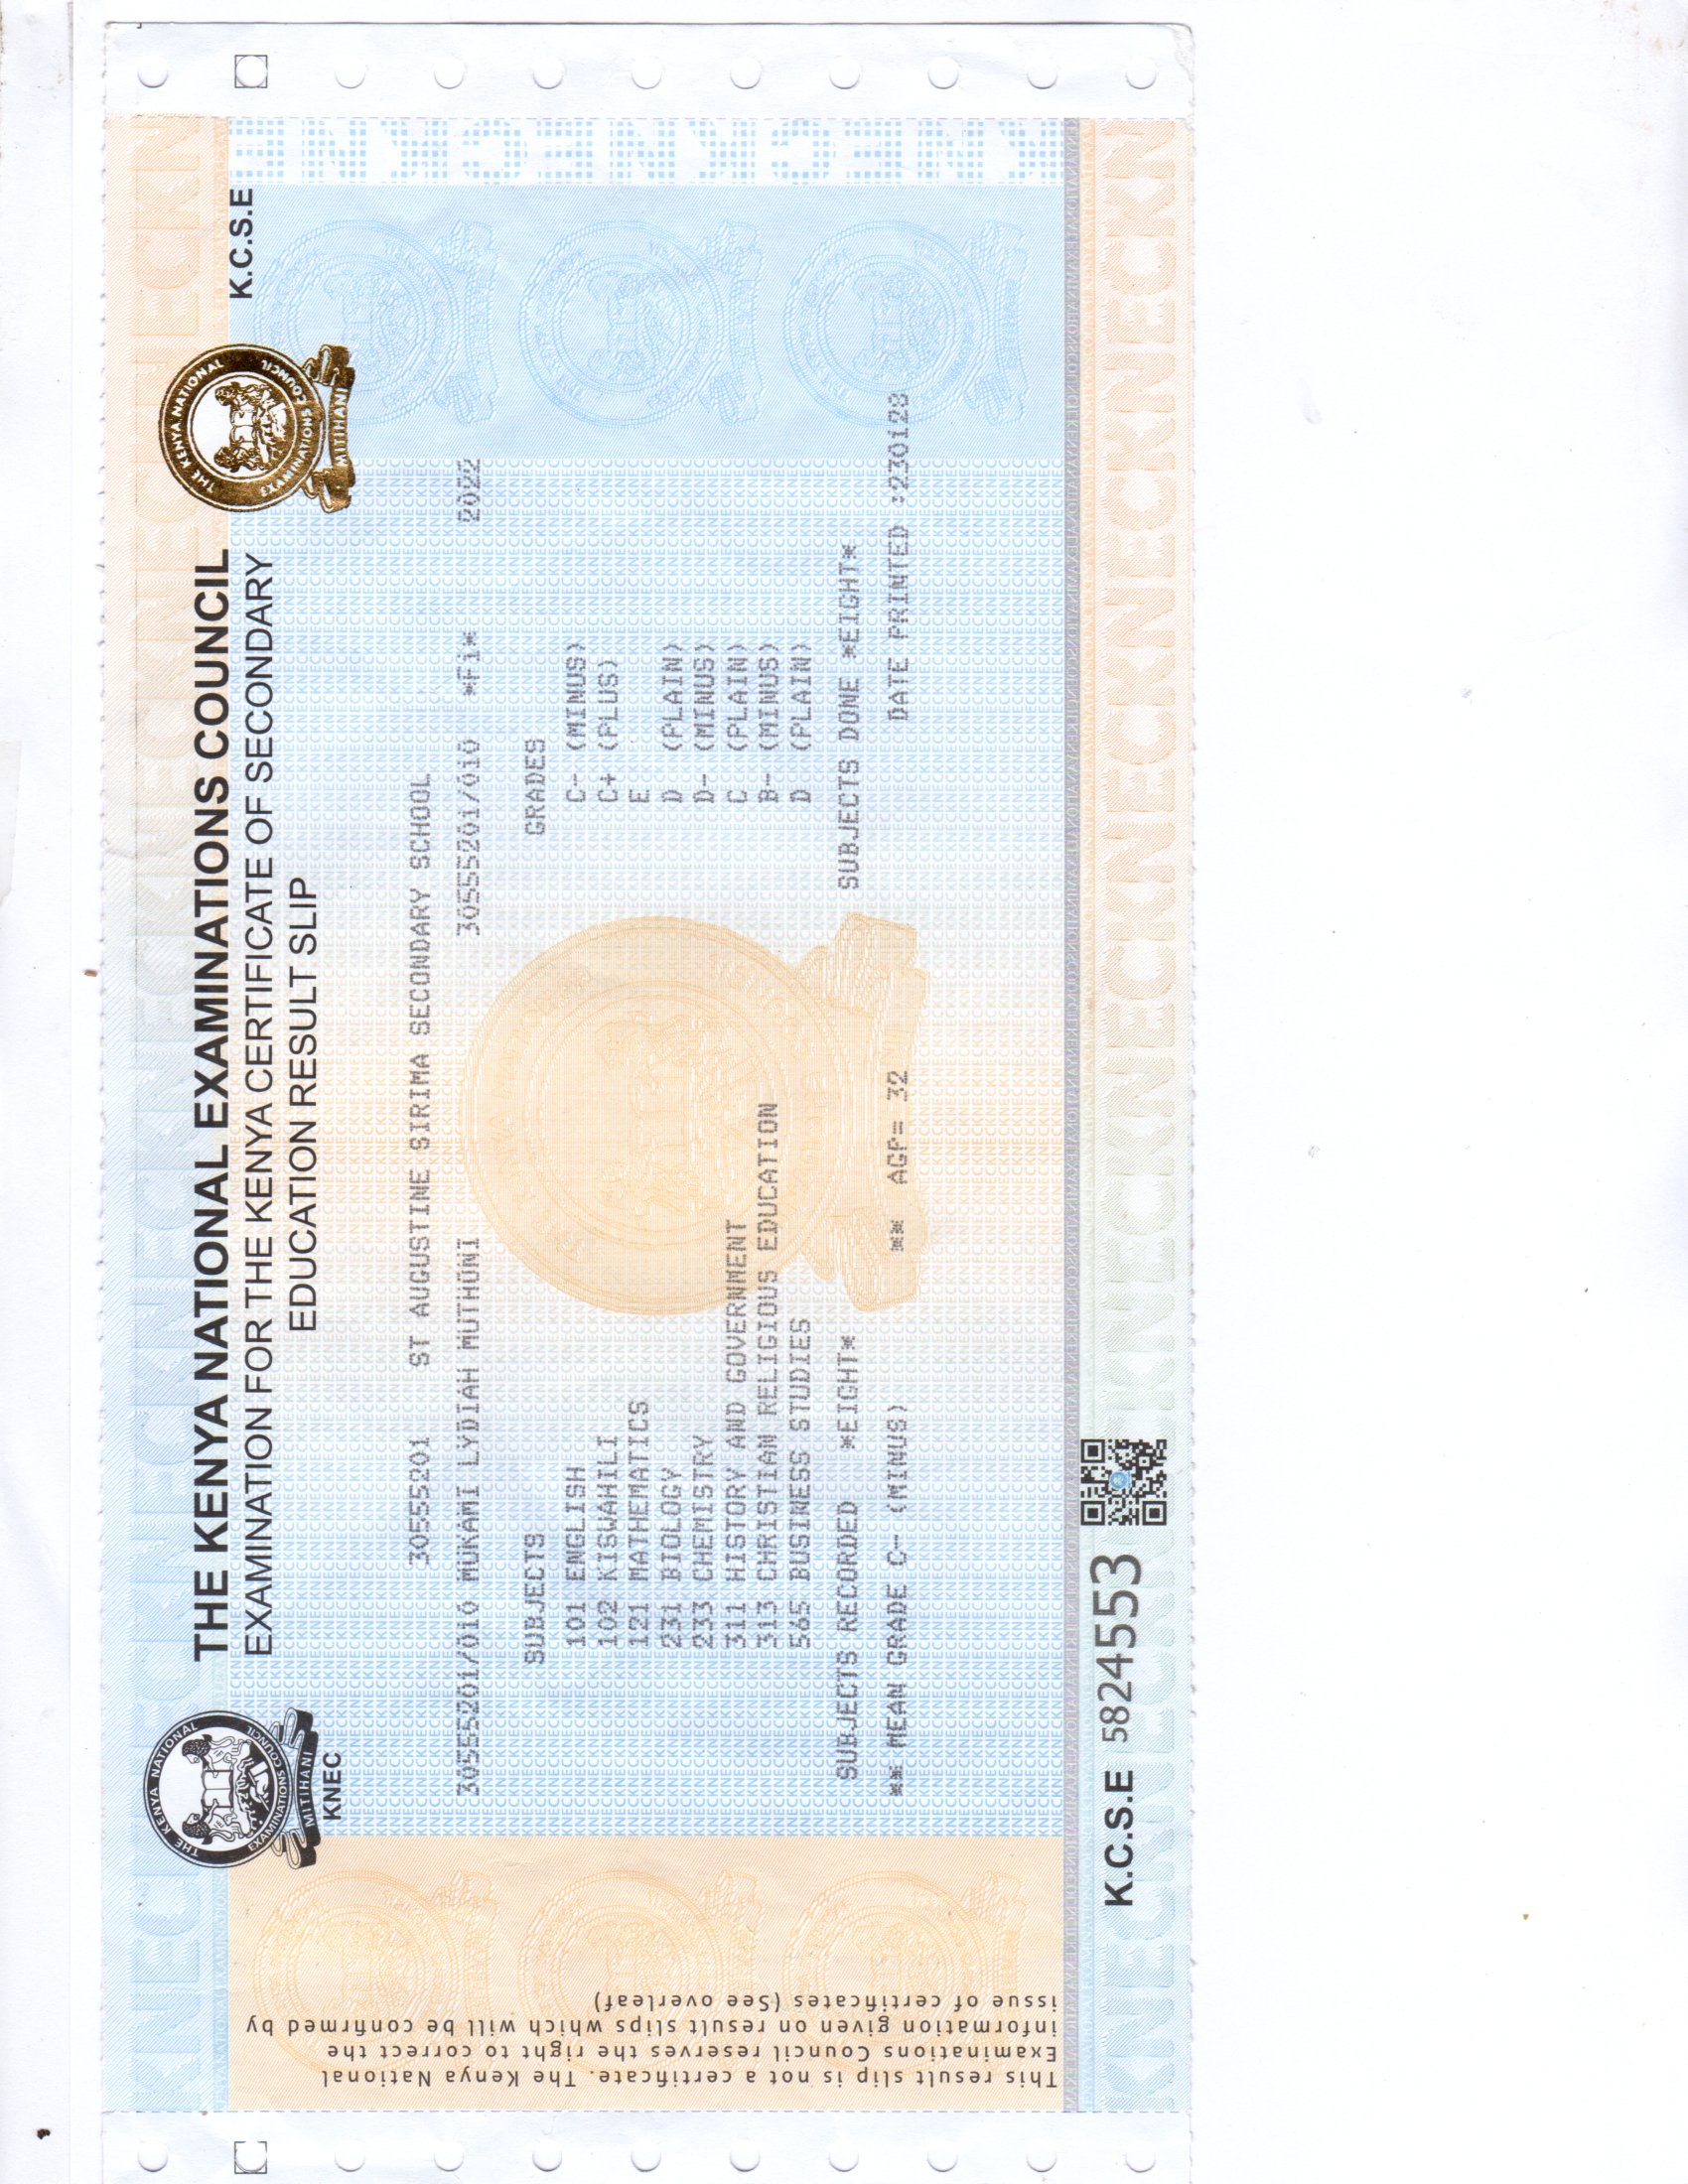 THE KENYA NATIONAL EXAMINATIONS COUNCIL
EXAMINATION FOR THE KENYA CERTIFICATE OF SECONDARY
EDUCATION RESULT SLIP
THE KENYA NATIONAL EXAMINATIONS COUNCIL
MITIHANI
KNEC
THE KENYA NATIONAL EXAMINATIONS COUNCIL
MITIHANI
K.C.S.E
30555201 ST AUGUSTINE SIRIMA SECONDARY SCHOOL
30555201/010 MUKAMI LYDIAH MUTHONI 30555201/010 *F1* 2022
SUBJECTS GRADES
101 ENGLISH C- (MINUS)
102 KISWAHILI C+ (PLUS)
121 MATHEMATICS E
231 BIOLOGY D (PLAIN)
233 CHEMISTRY D- (MINUS)
311 HISTORY AND GOVERNMENT C (PLAIN)
313 CHRISTIAN RELIGIOUS EDUCATION B- (MINUS)
565 BUSINESS STUDIES D (PLAIN)
SUBJECTS RECORDED *EIGHT* SUBJECTS DONE *EIGHT*
** MEAN GRADE C- (MINUS) ** AGP= 32 DATE PRINTED :230128
K.C.S.E 5824553
This result slip is not a certificate. The Kenya National
Examinations Council reserves the right to correct the
information given on result slips which will be confirmed by
issue of certificates (See overleaf)